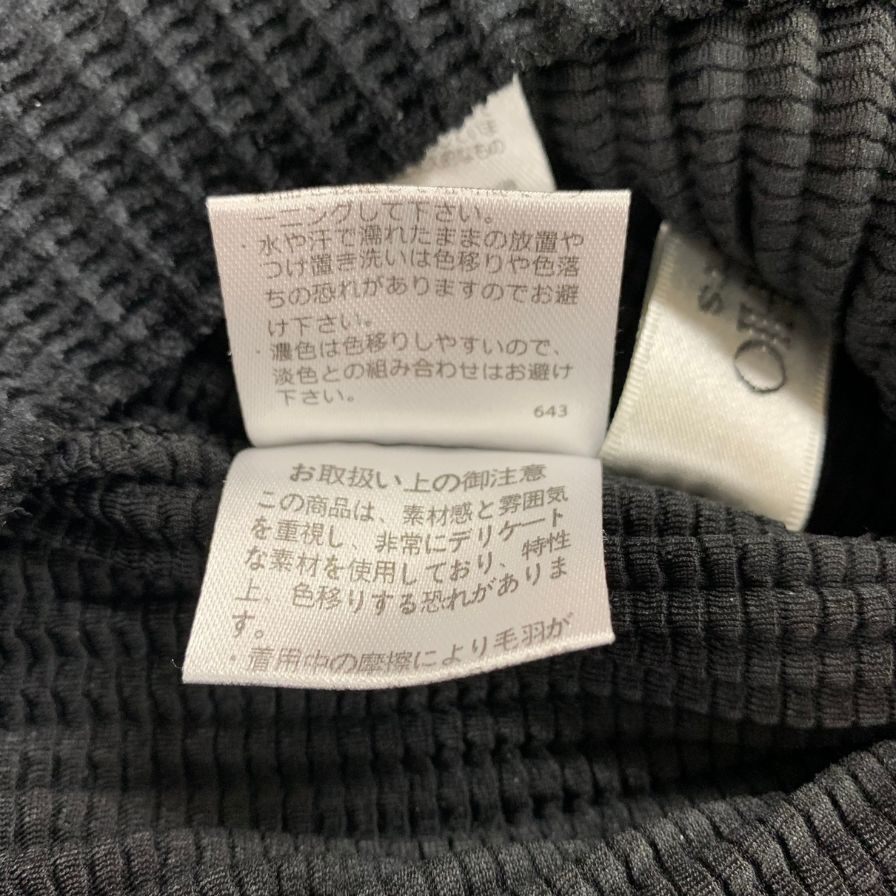 ーニングして下さい。
・水や汗で濡れたままの放置や
つけ置き洗いは色移りや色落
ちの恐れがありますのでお避
け下さい。
・濃色は色移りしやすいので、
淡色との組み合わせはお避け
下さい。
643
お取扱い上の御注意
この商品は、素材感と雰囲気
を重視し、非常にデリケート
な素材を使用しており、特性
上、色移りする恐れがありま
す。
・着用中の摩擦により毛羽が